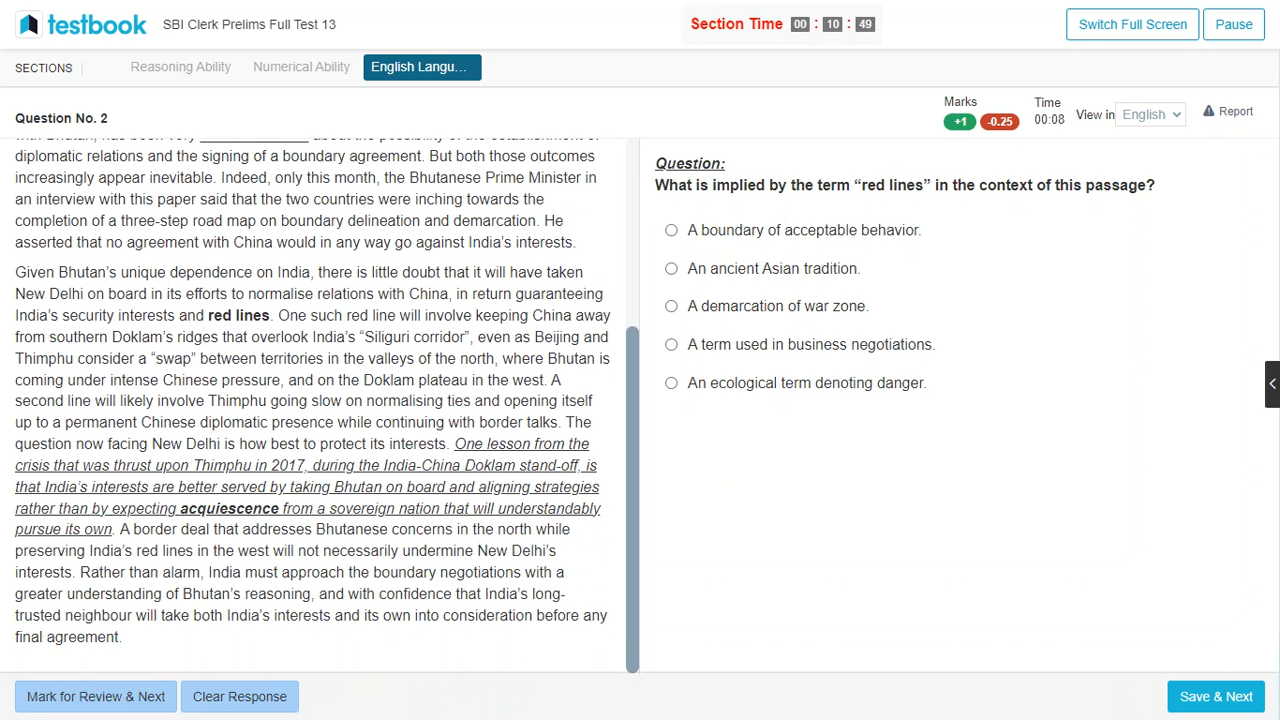 testbook
SBI Clerk Prelims Full Test 13
Section Time 00 : 10 : 49
Switch Full Screen
Pause
SECTIONS
Reasoning Ability
Numerical Ability
English Langu...
Question No. 2
Marks
+1
-0.25
Time
00:08
View in
English
Report
diplomatic relations and the signing of a boundary agreement. But both those outcomes
increasingly appear inevitable. Indeed, only this month, the Bhutanese Prime Minister in
an interview with this paper said that the two countries were inching towards the
completion of a three-step road map on boundary delineation and demarcation. He
asserted that no agreement with China would in any way go against India's interests.
Given Bhutan's unique dependence on India, there is little doubt that it will have taken
New Delhi on board in its efforts to normalise relations with China, in return guaranteeing
India's security interests and red lines. One such red line will involve keeping China away
from southern Doklam's ridges that overlook India's “Siliguri corridor”, even as Beijing and
Thimphu consider a “swap” between territories in the valleys of the north, where Bhutan is
coming under intense Chinese pressure, and on the Doklam plateau in the west. A
second line will likely involve Thimphu going slow on normalising ties and opening itself
up to a permanent Chinese diplomatic presence while continuing with border talks. The
question now facing New Delhi is how best to protect its interests. One lesson from the
crisis that was thrust upon Thimphu in 2017, during the India-China Doklam stand-off, is
that India's interests are better served by taking Bhutan on board and aligning strategies
rather than by expecting acquiescence from a sovereign nation that will understandably
pursue its own. A border deal that addresses Bhutanese concerns in the north while
preserving India's red lines in the west will not necessarily undermine New Delhi's
interests. Rather than alarm, India must approach the boundary negotiations with a
greater understanding of Bhutan's reasoning, and with confidence that India's long-
trusted neighbour will take both India's interests and its own into consideration before any
final agreement.
Question:
What is implied by the term “red lines” in the context of this passage?
A boundary of acceptable behavior.
An ancient Asian tradition.
A demarcation of war zone.
A term used in business negotiations.
An ecological term denoting danger.
Mark for Review & Next
Clear Response
Save & Next